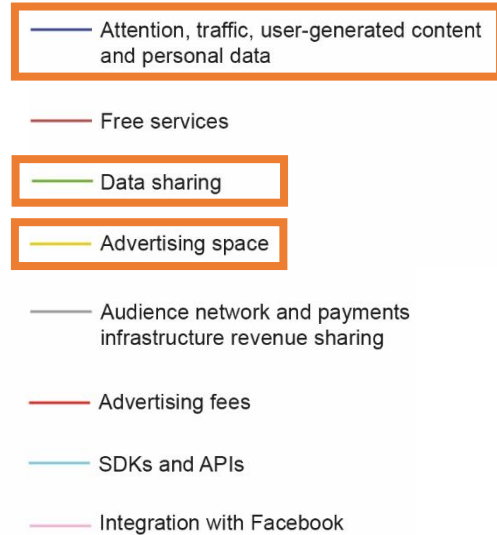 Attention, traffic, user-generated content
and personal data
Free services
Data sharing
Advertising space
Audience network and payments
infrastructure revenue sharing
Advertising fees
SDKs and APIs
Integration with Facebook